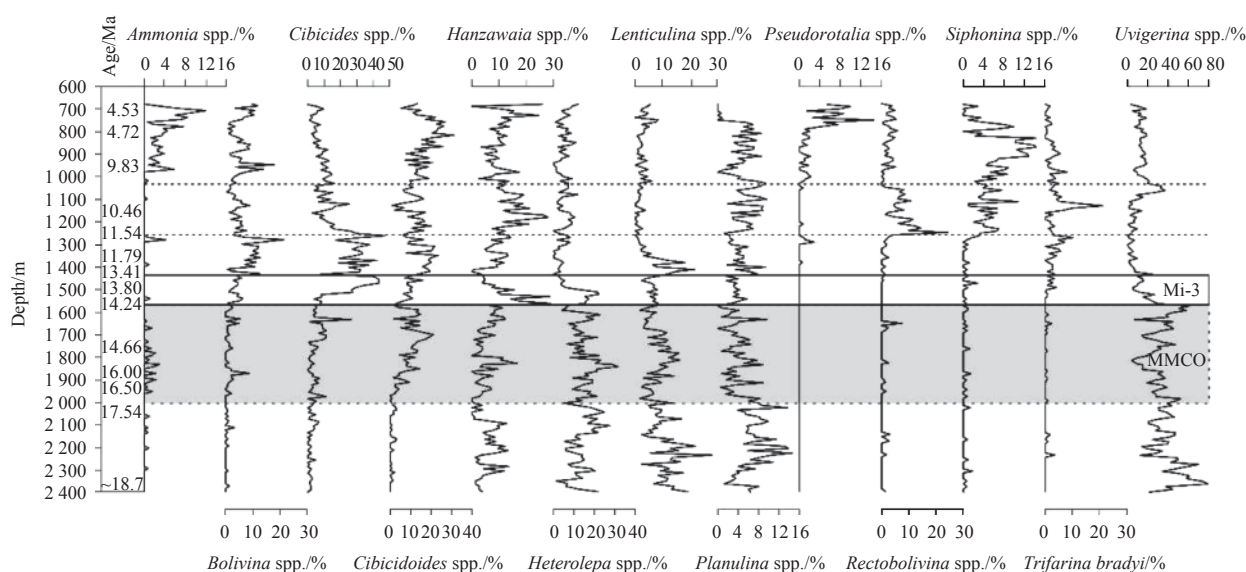 Ammonia spp./% Cibicides spp./% Hanzawaia spp./% Lenticulina spp./% Pseudorotalia spp./% Siphonina spp./% Uvigerina spp./%
Age/Ma
0 4 8 12 16 0 10 20 30 40 50 0 10 20 30 0 10 20 30 0 4 8 12 16 0 4 8 12 16 0 20 40 60 80
Depth/m
600
700 4.53
800 4.72
900
1 000 9.83
1 100
1 200 10.46
1 300 11.54
1 400 11.79
13.41
1 500 13.80
Mi-3
1 600 14.24
1 700
1 800 14.66
MMCO
1 900 16.00
16.50
2 000
2 100 17.54
2 200
2 300
2 400 ~18.7
0 10 20 30 0 10 20 30 40 0 10 20 30 40 0 4 8 12 16 0 10 20 30 0 10 20 30
Bolivina spp./% Cibicidoides spp./% Heterolepa spp./% Planulina spp./% Rectobolivina spp./% Trifarina bradyi/%